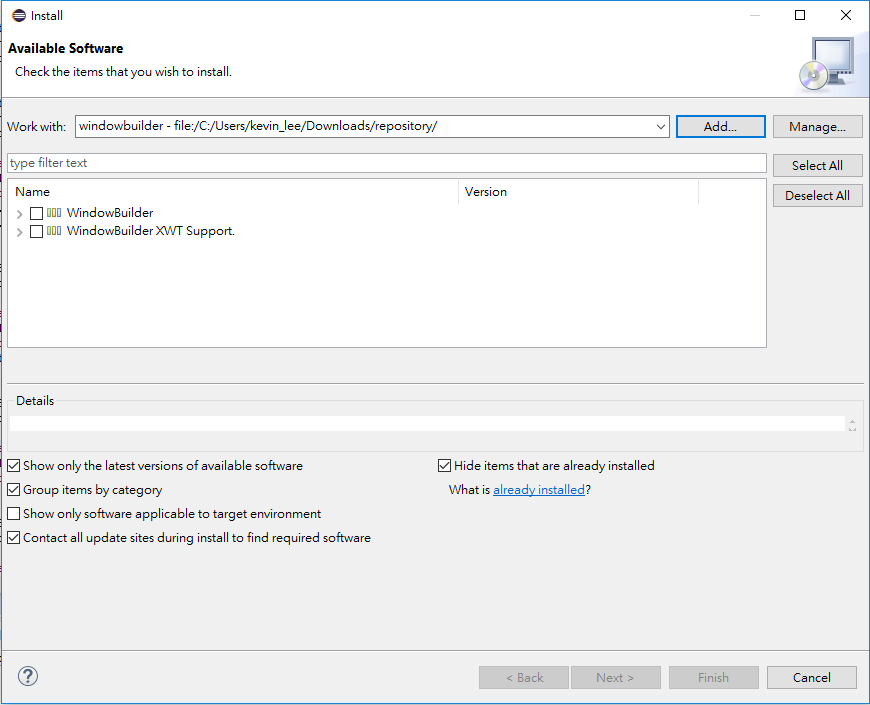 Install
Available Software
Check the items that you wish to install.
Work with: windowbuilder - file:/C:/Users/kevin_lee/Downloads/repository/ Add... Manage...
type filter text Select All
Name Version Deselect All
WindowBuilder
WindowBuilder XWT Support.
Details
Show only the latest versions of available software Hide items that are already installed
Group items by category What is already installed?
Show only software applicable to target environment
Contact all update sites during install to find required software
? < Back Next > Finish Cancel